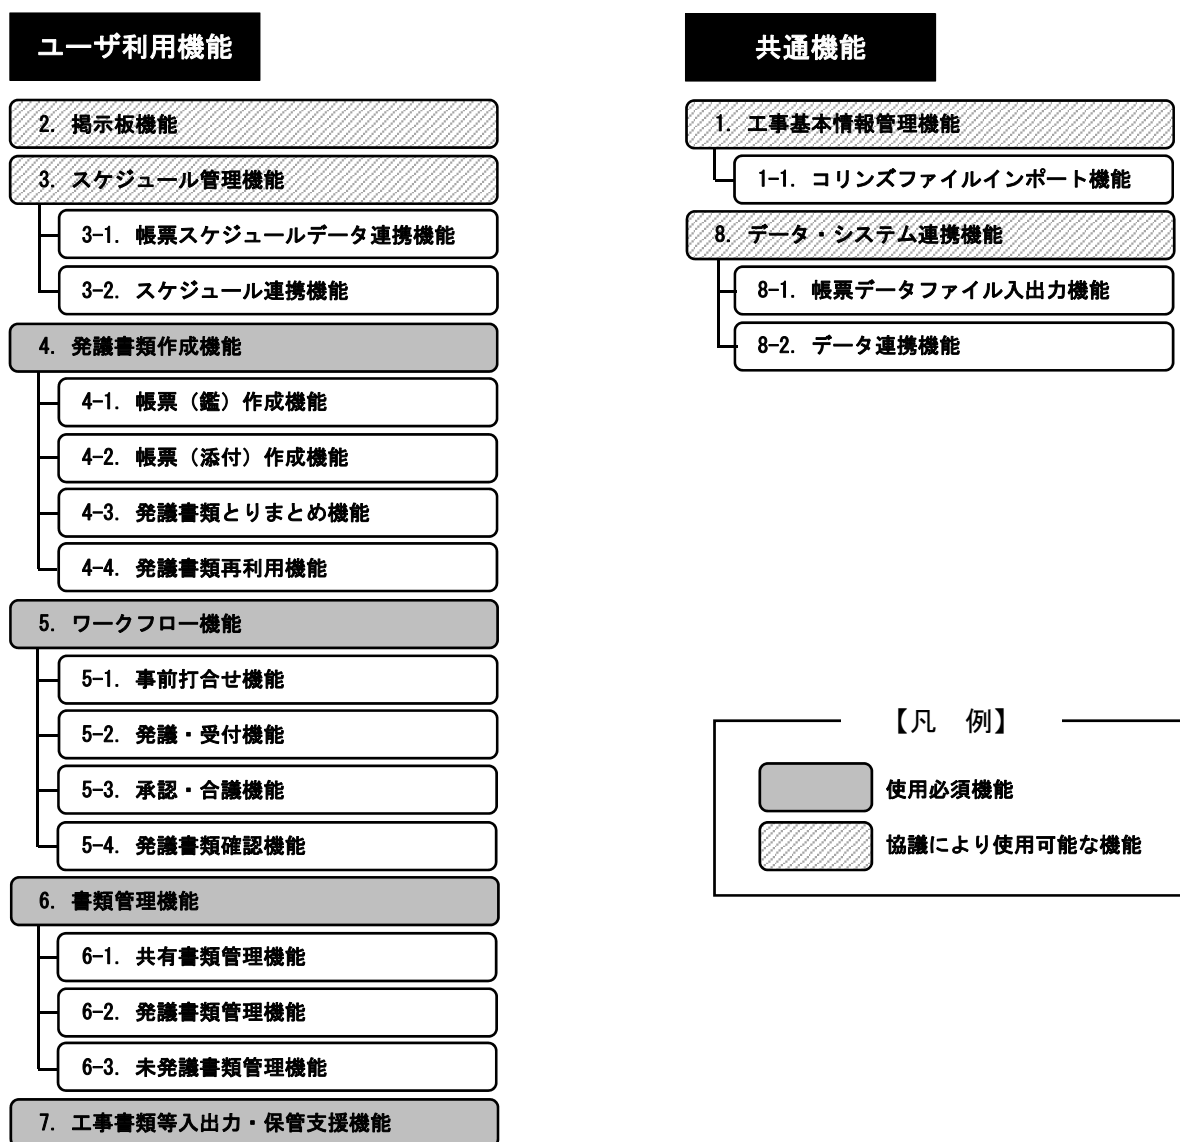 ユーザ利用機能
2. 掲示板機能
3. スケジュール管理機能
3-1. 帳票スケジュールデータ連携機能
3-2. スケジュール連携機能
4. 発議書類作成機能
4-1. 帳票（鑑）作成機能
4-2. 帳票（添付）作成機能
4-3. 発議書類とりまとめ機能
4-4. 発議書類再利用機能
5. ワークフロー機能
5-1. 事前打合せ機能
5-2. 発議・受付機能
5-3. 承認・合議機能
5-4. 発議書類確認機能
6. 書類管理機能
6-1. 共有書類管理機能
6-2. 発議書類管理機能
6-3. 未発議書類管理機能
7. 工事書類等入出力・保管支援機能
共通機能
1. 工事基本情報管理機能
1-1. コリンズファイルインポート機能
8. データ・システム連携機能
8-1. 帳票データファイル入出力機能
8-2. データ連携機能
【凡　例】
使用必須機能
協議により使用可能な機能